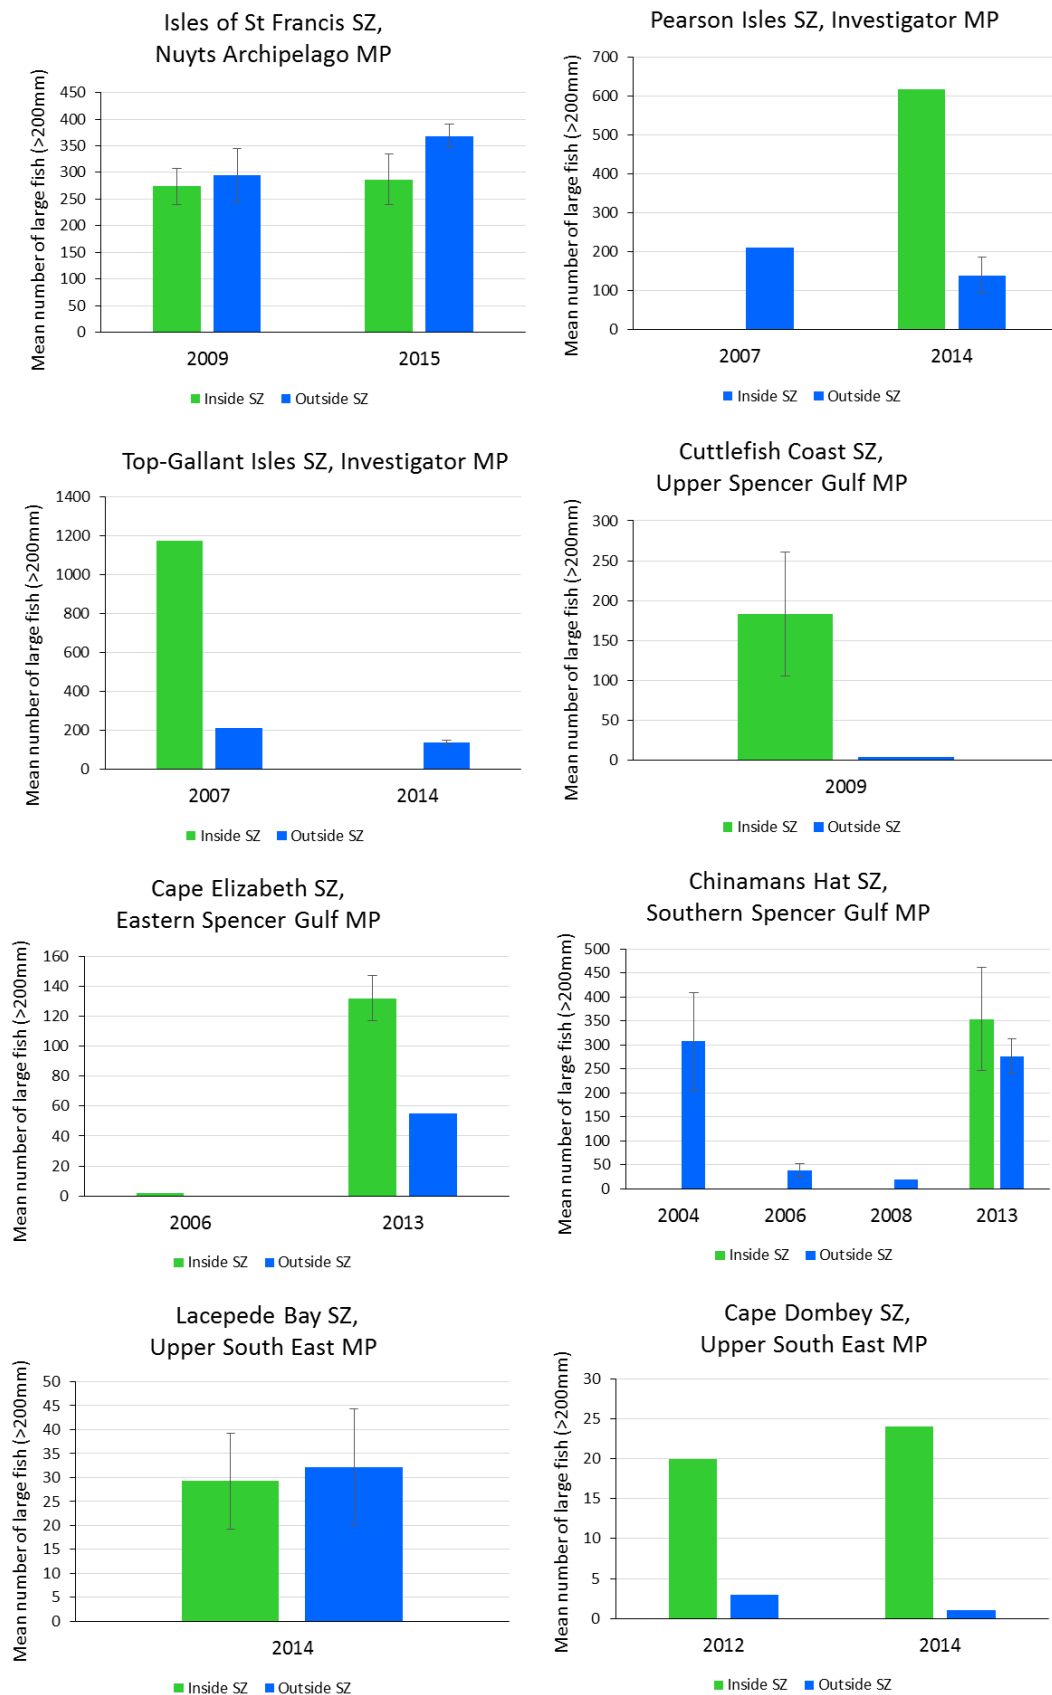 Isles of St Francis SZ,
Nuyts Archipelago MP
Mean number of large fish (>200mm)
450
400
350
300
250
200
150
100
50
0
2009
2015
Inside SZ
Outside SZ
Pearson Isles SZ, Investigator MP
Mean number of large fish (>200mm)
700
600
500
400
300
200
100
0
2007
2014
Inside SZ
Outside SZ
Top-Gallant Isles SZ, Investigator MP
Mean number of large fish (>200mm)
1400
1200
1000
800
600
400
200
0
2007
2014
Inside SZ
Outside SZ
Cuttlefish Coast SZ,
Upper Spencer Gulf MP
Mean number of large fish (>200mm)
300
250
200
150
100
50
0
2009
Inside SZ
Outside SZ
Cape Elizabeth SZ,
Eastern Spencer Gulf MP
Mean number of large fish (>200mm)
160
140
120
100
80
60
40
20
0
2006
2013
Inside SZ
Outside SZ
Chinamans Hat SZ,
Southern Spencer Gulf MP
Mean number of large fish (>200mm)
500
450
400
350
300
250
200
150
100
50
0
2004
2006
2008
2013
Inside SZ
Outside SZ
Lacepede Bay SZ,
Upper South East MP
Mean number of large fish (>200mm)
50
45
40
35
30
25
20
15
10
5
0
2014
Inside SZ
Outside SZ
Cape Dombey SZ,
Upper South East MP
Mean number of large fish (>200mm)
30
25
20
15
10
5
0
2012
2014
Inside SZ
Outside SZ